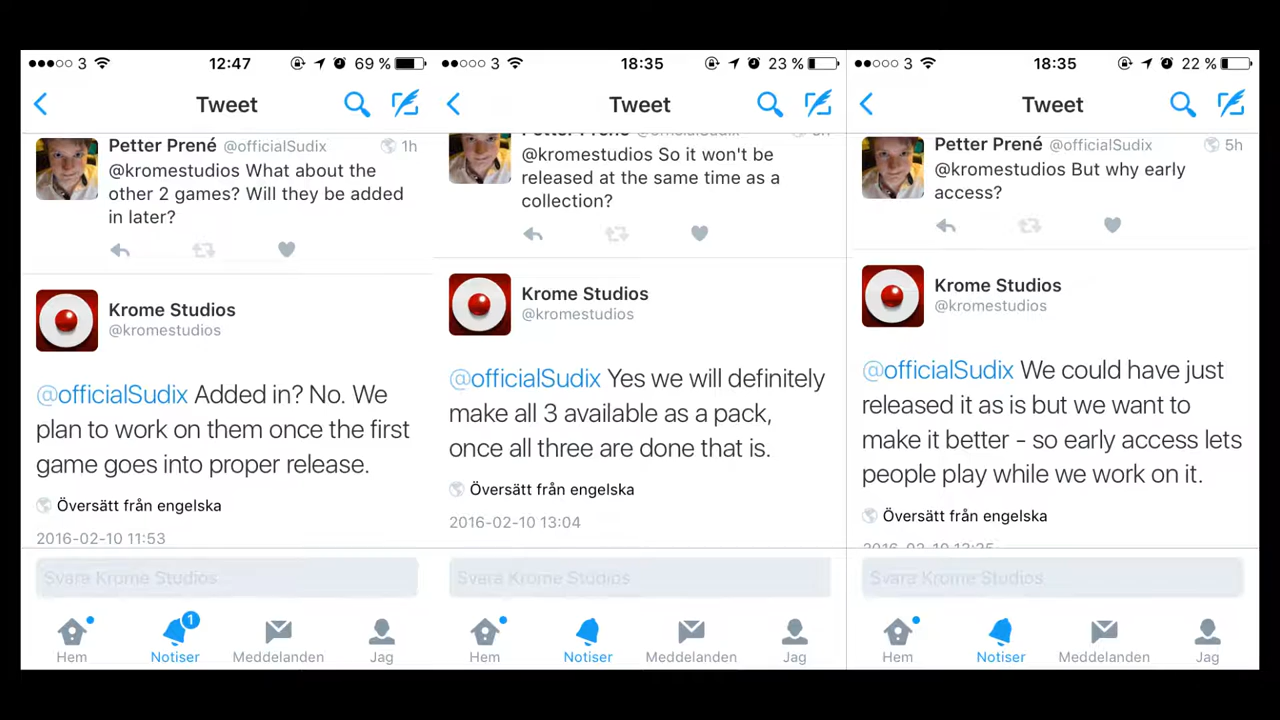 3 12:47 69 %
Tweet
Petter Prené @officialSudix 1h
@kromestudios What about the
other 2 games? Will they be added
in later?
Krome Studios
@kromestudios
@officialSudix Added in? No. We
plan to work on them once the first
game goes into proper release.
Översätt från engelska
2016-02-10 11:53
Svara Krome Studios
1
Hem Notiser Meddelanden Jag
3 18:35 23 %
Tweet
Petter Prené @officialSudix 5h
@kromestudios So it won't be
released at the same time as a
collection?
Krome Studios
@kromestudios
@officialSudix Yes we will definitely
make all 3 available as a pack,
once all three are done that is.
Översätt från engelska
2016-02-10 13:04
Svara Krome Studios
Hem Notiser Meddelanden Jag
3 18:35 22 %
Tweet
Petter Prené @officialSudix 5h
@kromestudios But why early
access?
Krome Studios
@kromestudios
@officialSudix We could have just
released it as is but we want to
make it better - so early access lets
people play while we work on it.
Översätt från engelska
2016-02-10
Svara Krome Studios
Hem Notiser Meddelanden Jag